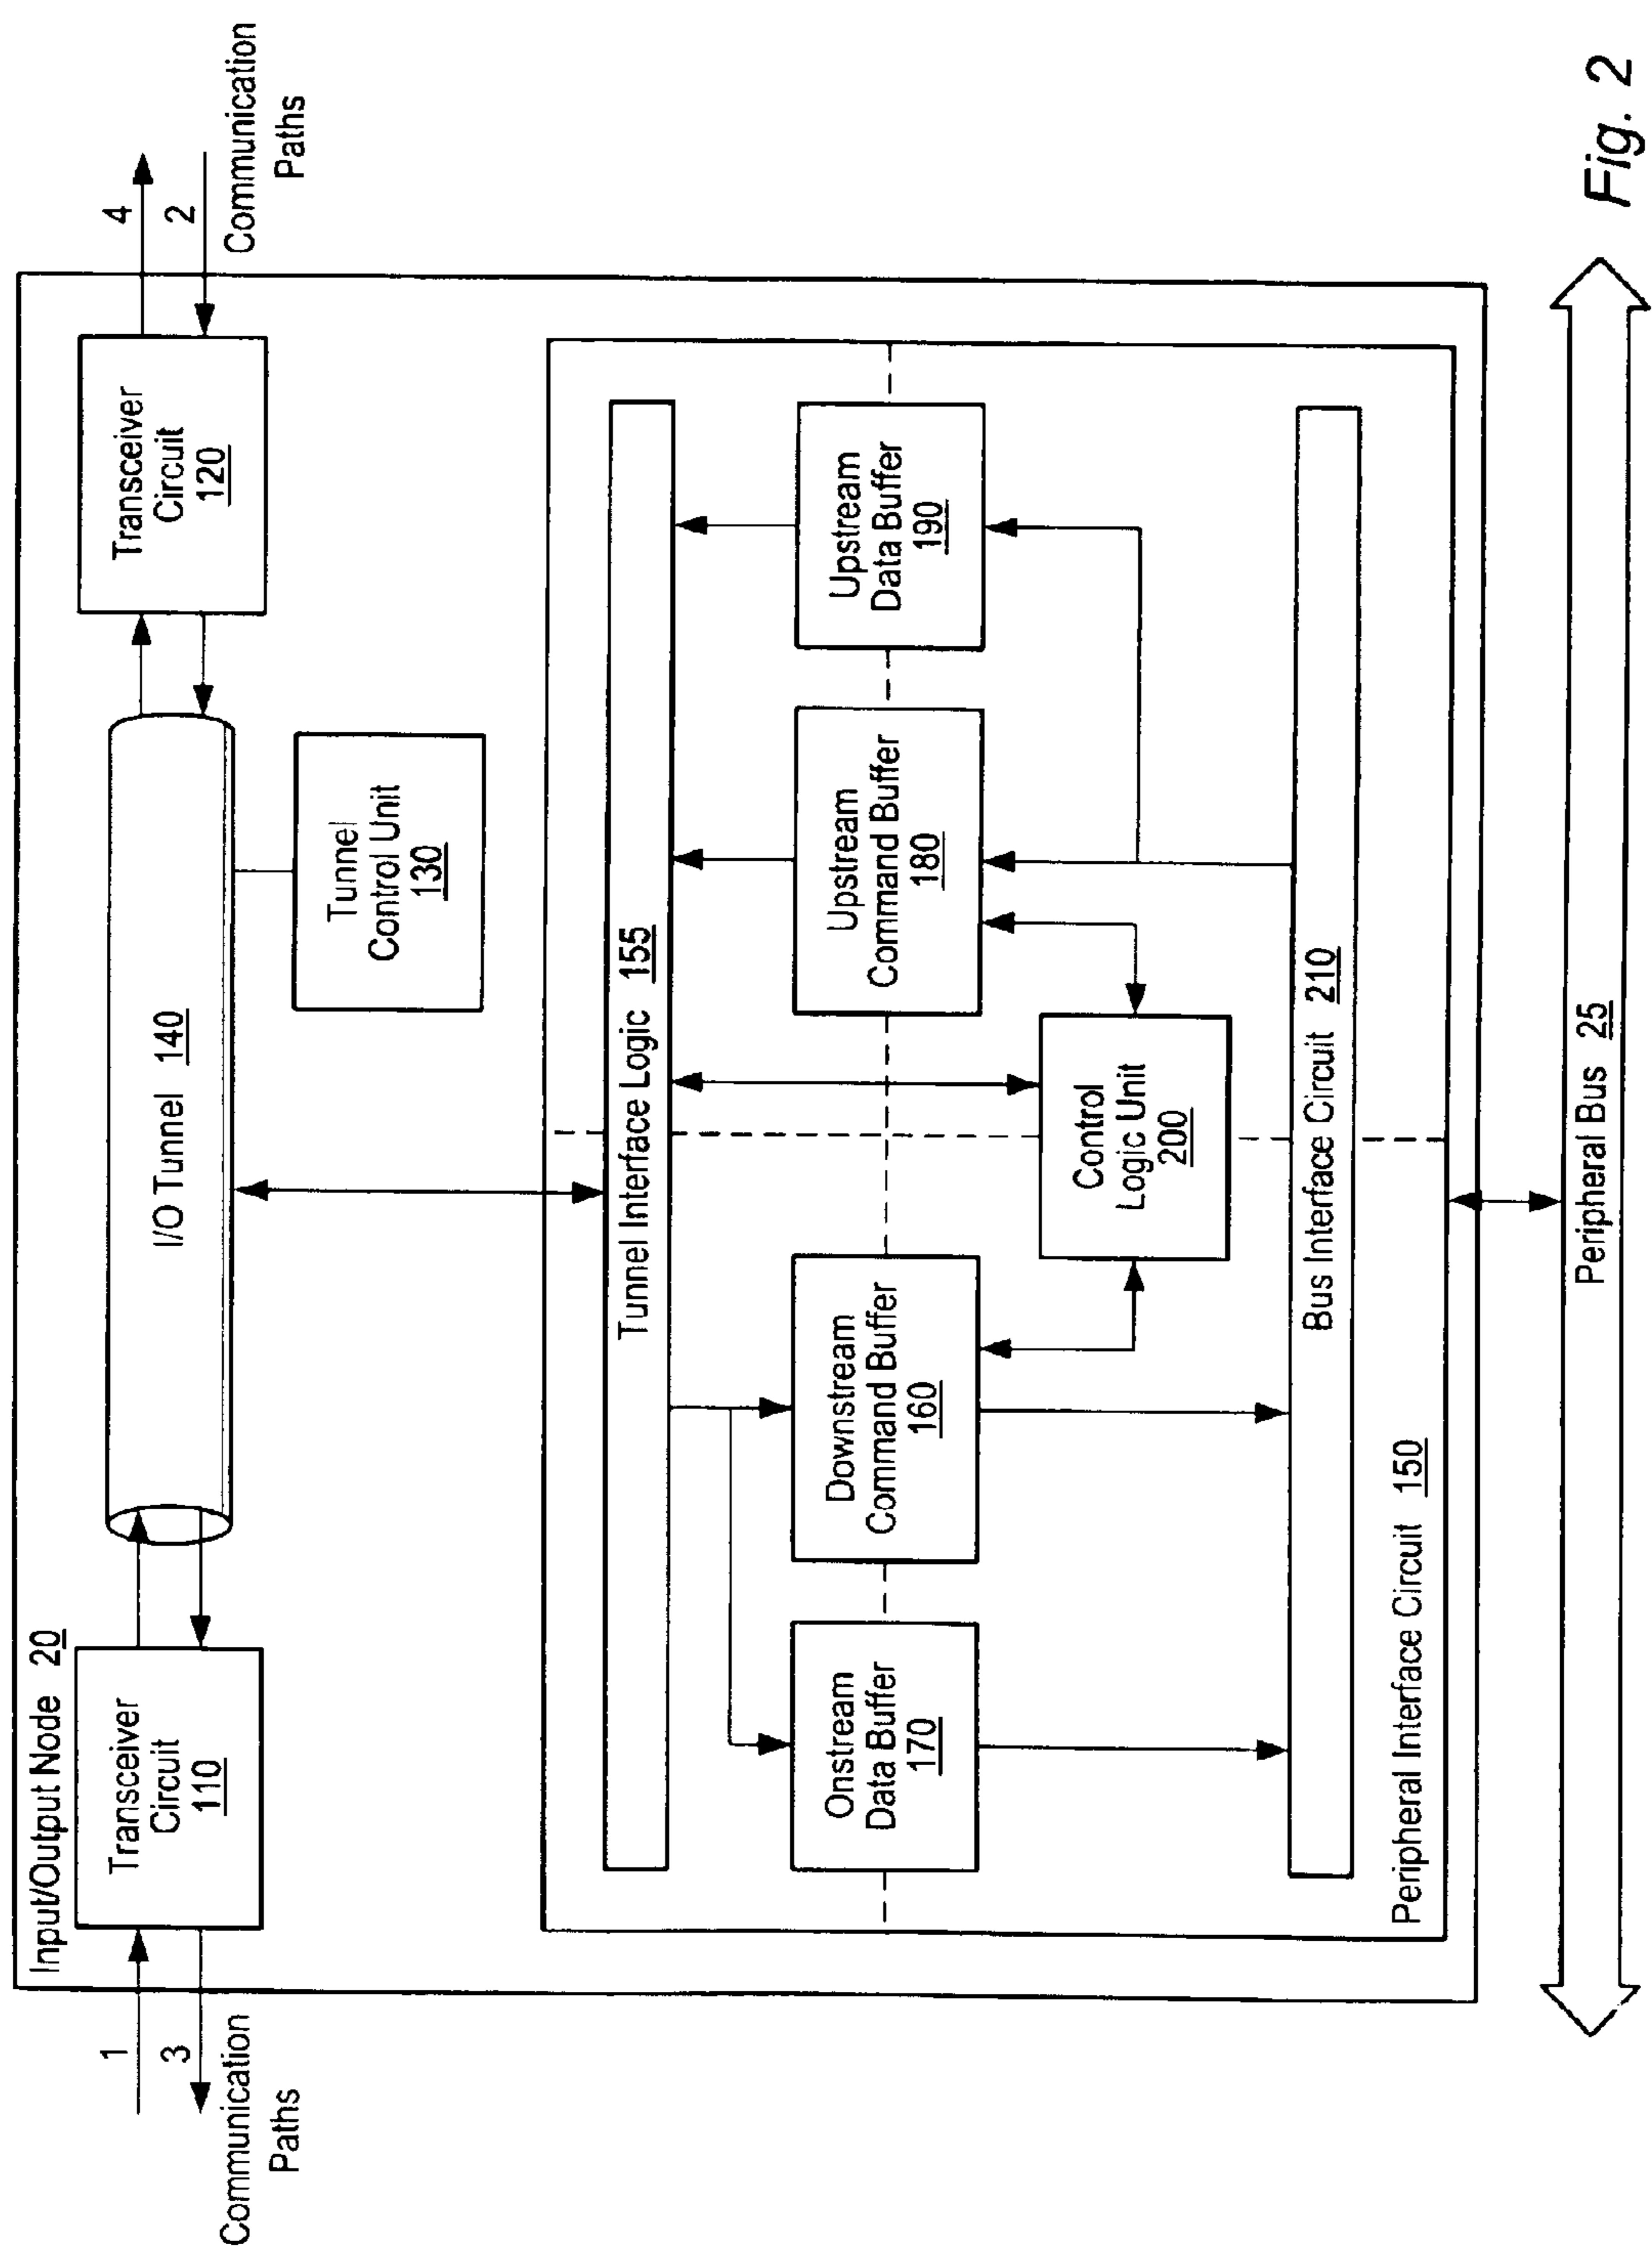 Input/Output Node 20
1
3
Communication
Paths
Transceiver
Circuit
110
I/O Tunnel 140
Transceiver
Circuit
120
4
2
Communication
Paths
Tunnel
Control Unit
130
Tunnel Interface Logic 155
Onstream
Data Buffer
170
Downstream
Command Buffer
160
Upstream
Command Buffer
180
Upstream
Data Buffer
190
Control
Logic Unit
200
Bus Interface Circuit 210
Peripheral Interface Circuit 150
Peripheral Bus 25
Fig. 2